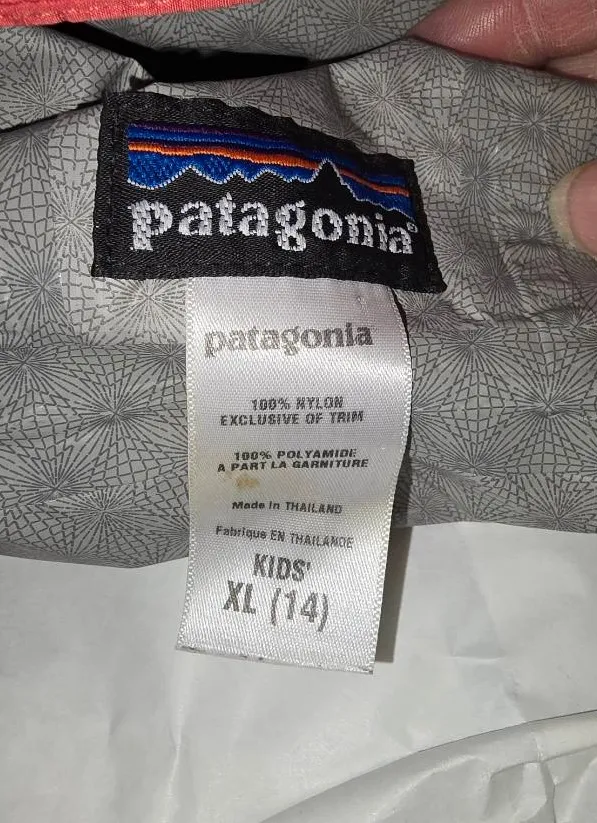 patagonia®
patagonia
100% NYLON
EXCLUSIVE OF TRIM
100% POLYAMIDE
A PART LA GARNITURE
Made in THAILAND
Fabrique EN THAILANDE
KIDS'
XL (14)